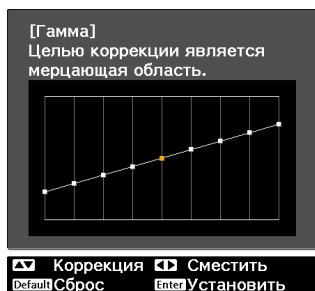 [Гамма]
Целью коррекции является
мерцающая область.
Коррекция Сместить
Default Сброс Enter Установить